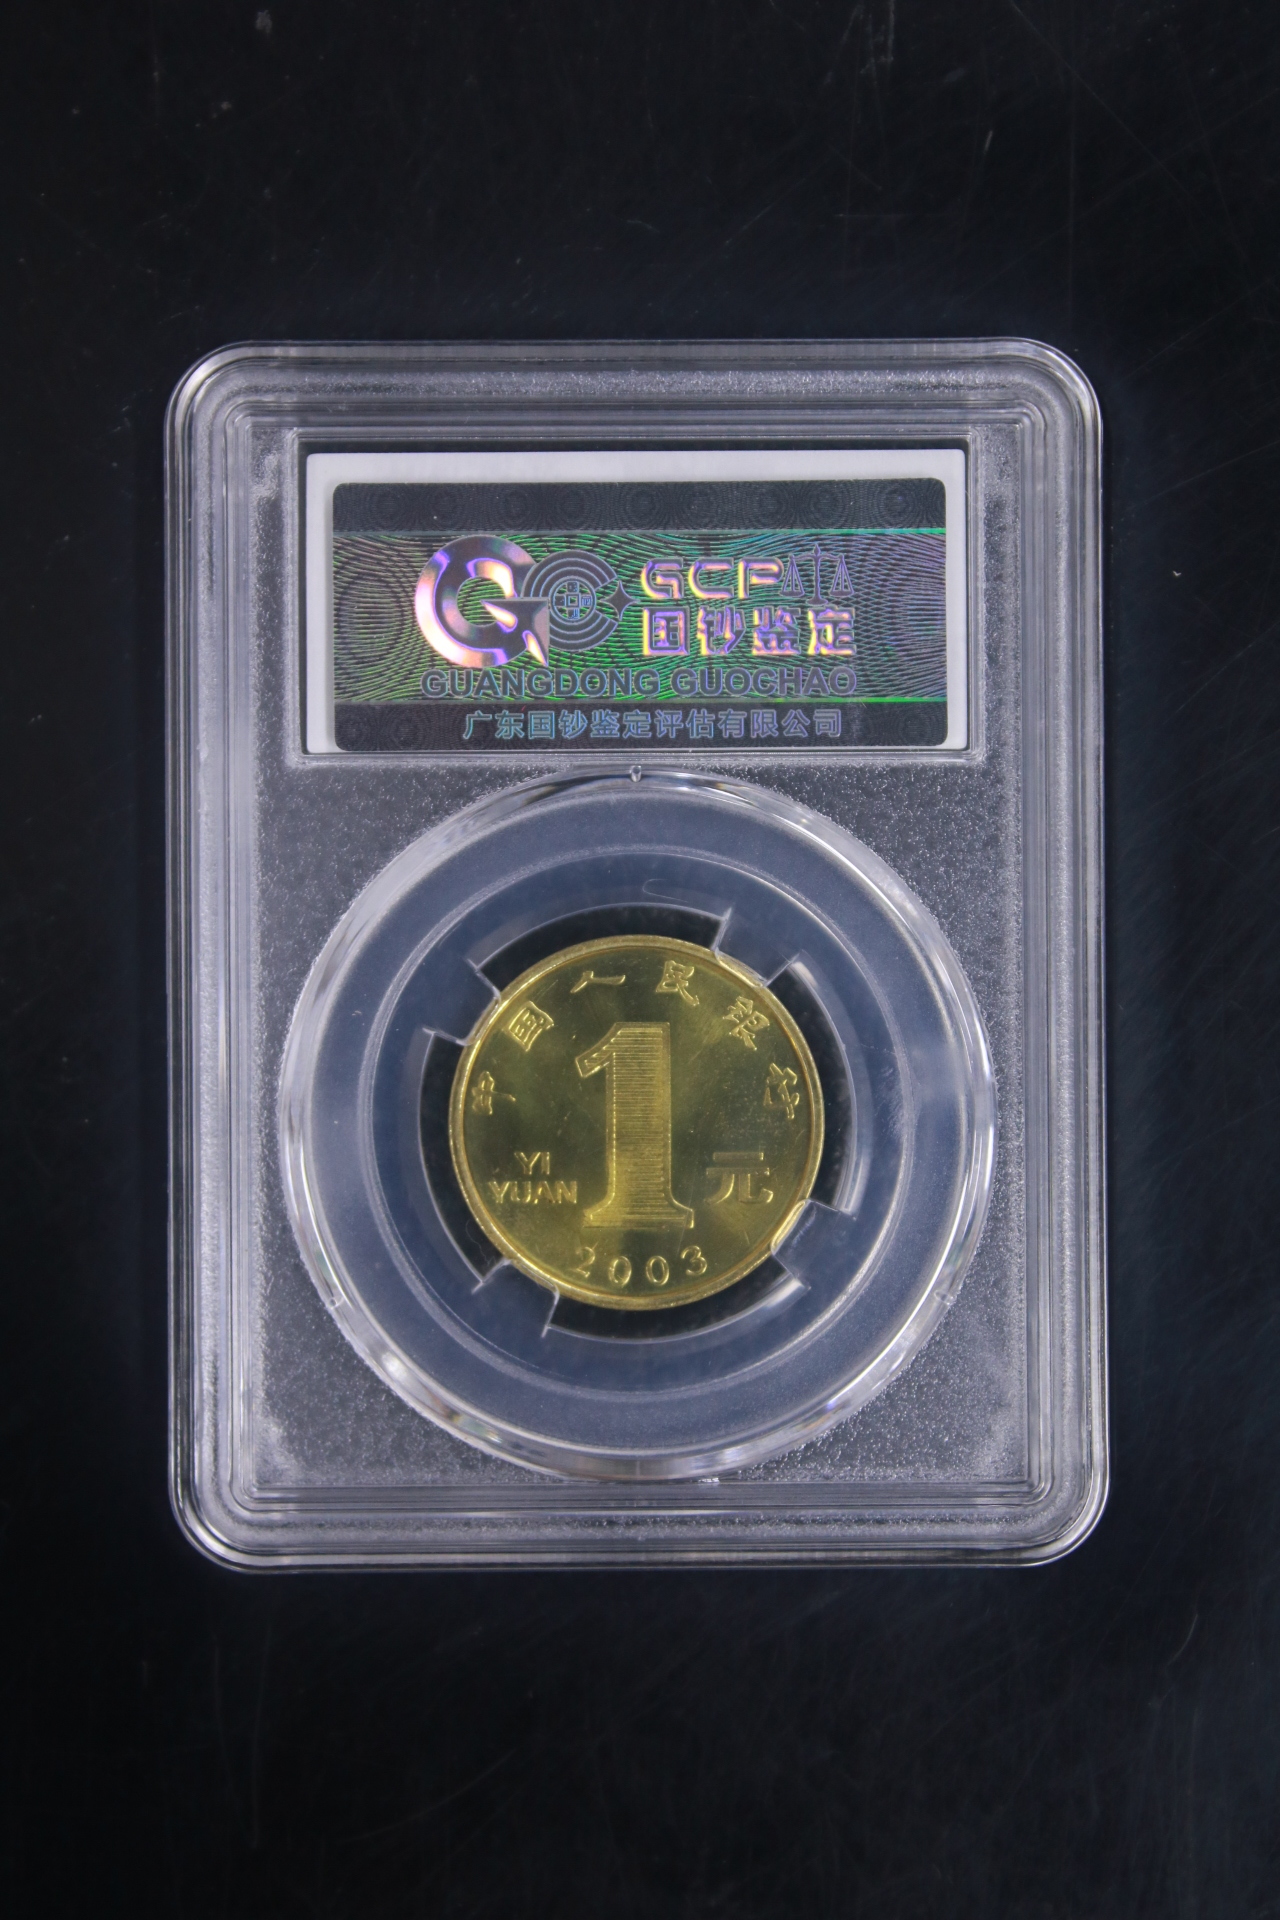 GCP
国钞鉴定
GUANGDONG GUOCHAO
广东国钞鉴定评估有限公司
中国人民銀行
1
YI
YUAN
元
2003